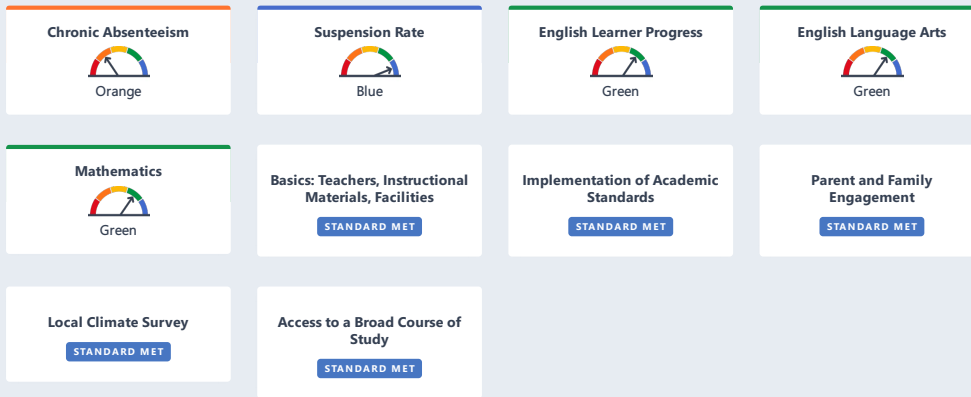 Chronic Absenteeism
Orange
Suspension Rate
Blue
English Learner Progress
Green
English Language Arts
Green
Mathematics
Green
Basics: Teachers, Instructional
Materials, Facilities
STANDARD MET
Implementation of Academic
Standards
STANDARD MET
Parent and Family
Engagement
STANDARD MET
Local Climate Survey
STANDARD MET
Access to a Broad Course of
Study
STANDARD MET